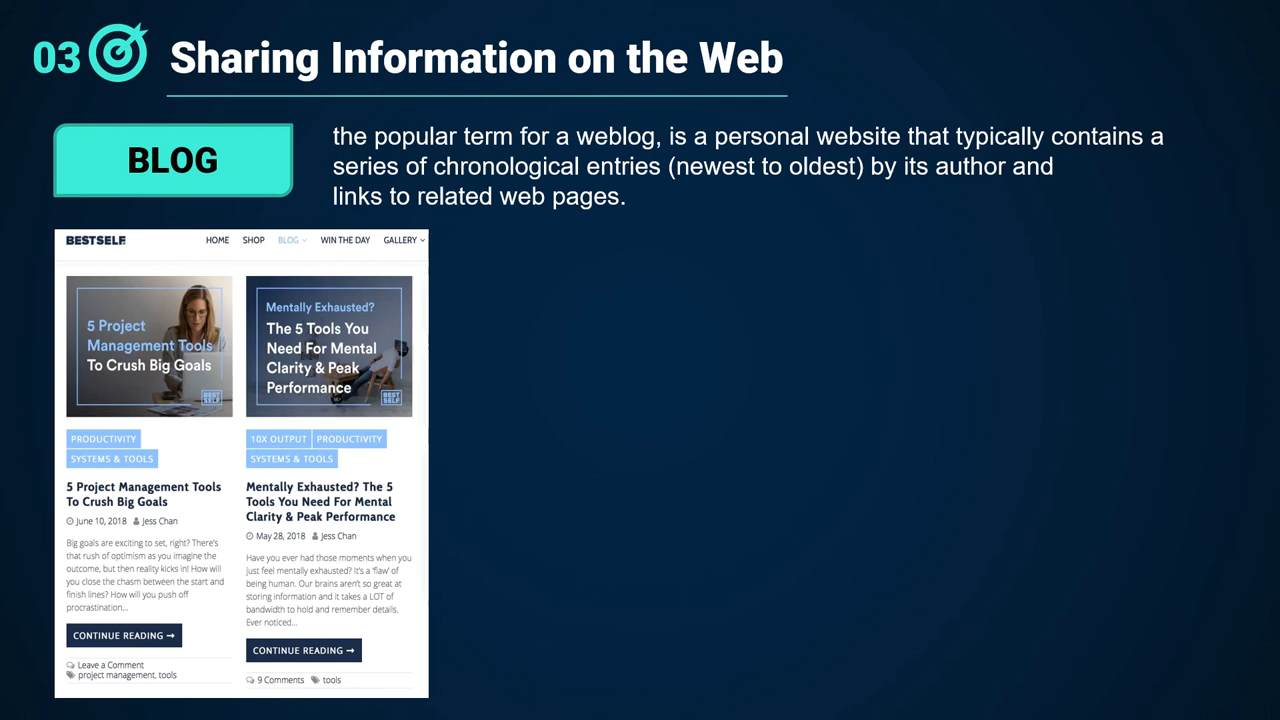 03 Sharing Information on the Web
BLOG
the popular term for a weblog, is a personal website that typically contains a
series of chronological entries (newest to oldest) by its author and
links to related web pages.
BESTSELF
HOME SHOP BLOG WIN THE DAY GALLERY
5 Project
Management Tools
To Crush Big Goals
BEST
SELF
PRODUCTIVITY
SYSTEMS & TOOLS
5 Project Management Tools
To Crush Big Goals
June 10, 2018 Jess Chan
Big goals are exciting to set, right? There's
that rush of optimism as you imagine the
outcome, but then reality kicks in! How will
you close the chasm between the start and
finish lines? How will you push off
procrastination...
CONTINUE READING →
Leave a Comment
project management, tools
Mentally Exhausted?
The 5 Tools You
Need For Mental
Clarity & Peak
Performance
BEST
SELF
10X OUTPUT PRODUCTIVITY
SYSTEMS & TOOLS
Mentally Exhausted? The 5
Tools You Need For Mental
Clarity & Peak Performance
May 28, 2018 Jess Chan
Have you ever had those moments when you
just feel mentally exhausted? It's a 'flaw' of
being human. Our brains aren't so great at
storing information and it takes a LOT of
bandwidth to hold and remember details.
Ever noticed...
CONTINUE READING →
9 Comments tools